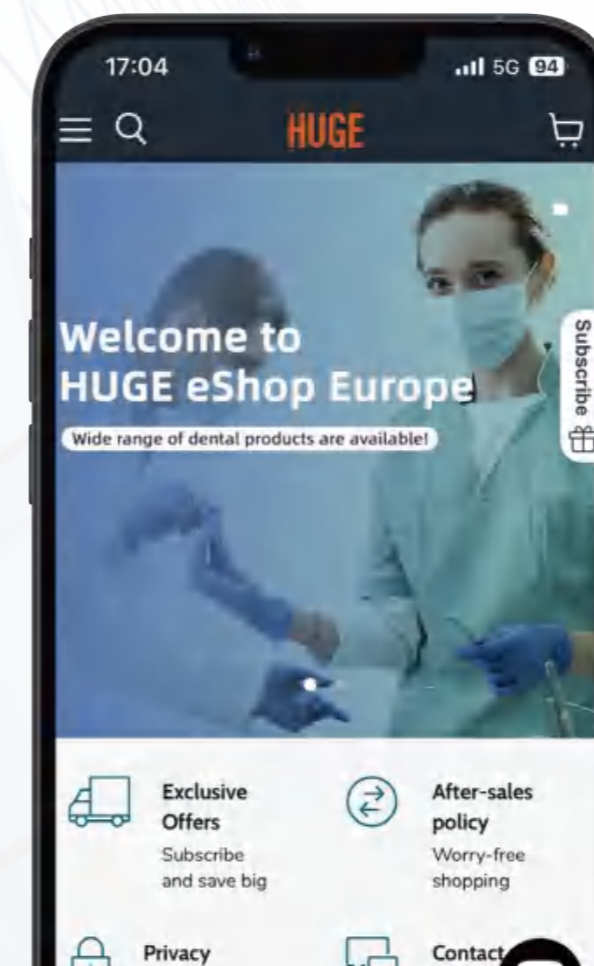 17:04
5G 94
HUGE
Welcome to
HUGE eShop Europe
Wide range of dental products are available!
Subscribe
Exclusive
Offers
Subscribe
and save big
After-sales
policy
Worry-free
shopping
Privacy
Contact